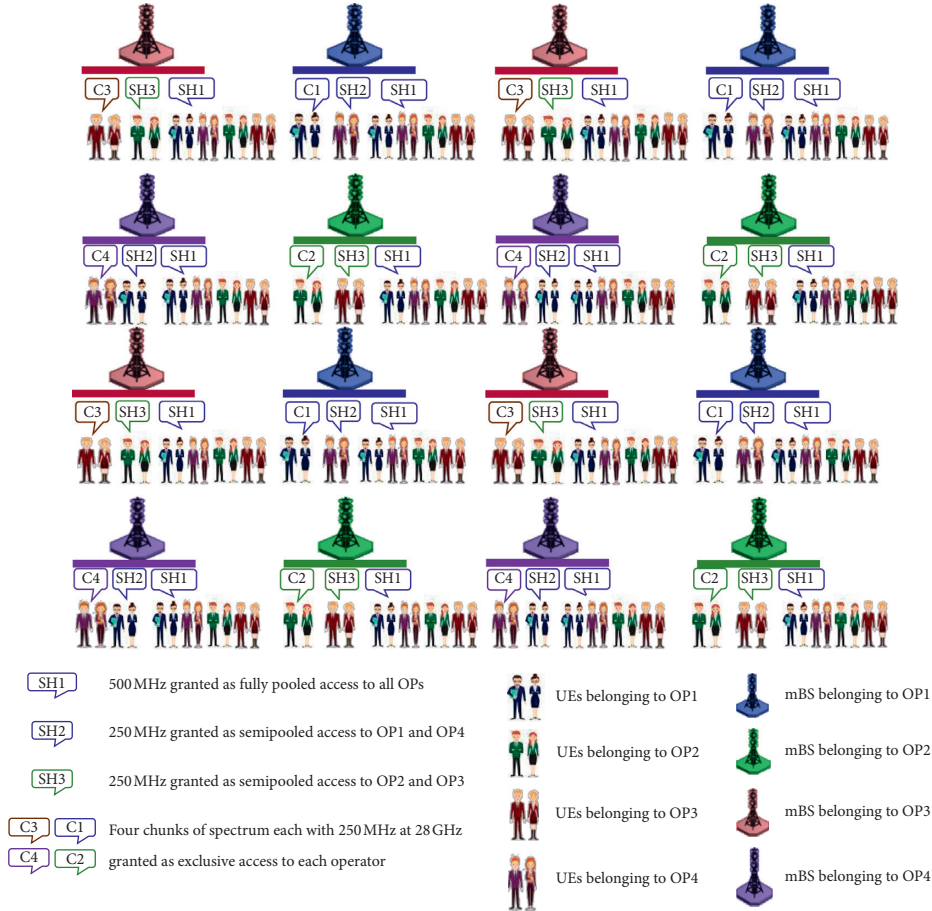 C3 SH3 SH1 C1 SH2 SH1 C3 SH3 SH1 C1 SH2 SH1
C4 SH2 SH1 C2 SH3 SH1 C4 SH2 SH1 C2 SH3 SH1
C3 SH3 SH1 C1 SH2 SH1 C3 SH3 SH1 C1 SH2 SH1
C4 SH2 SH1 C2 SH3 SH1 C4 SH2 SH1 C2 SH3 SH1
SH1 500 MHz granted as fully pooled access to all OPs
SH2 250 MHz granted as semipooled access to OP1 and OP4
SH3 250 MHz granted as semipooled access to OP2 and OP3
C3 C1 Four chunks of spectrum each with 250 MHz at 28 GHz
C4 C2 granted as exclusive access to each operator
UEs belonging to OP1
UEs belonging to OP2
UEs belonging to OP3
UEs belonging to OP4
mBS belonging to OP1
mBS belonging to OP2
mBS belonging to OP3
mBS belonging to OP4